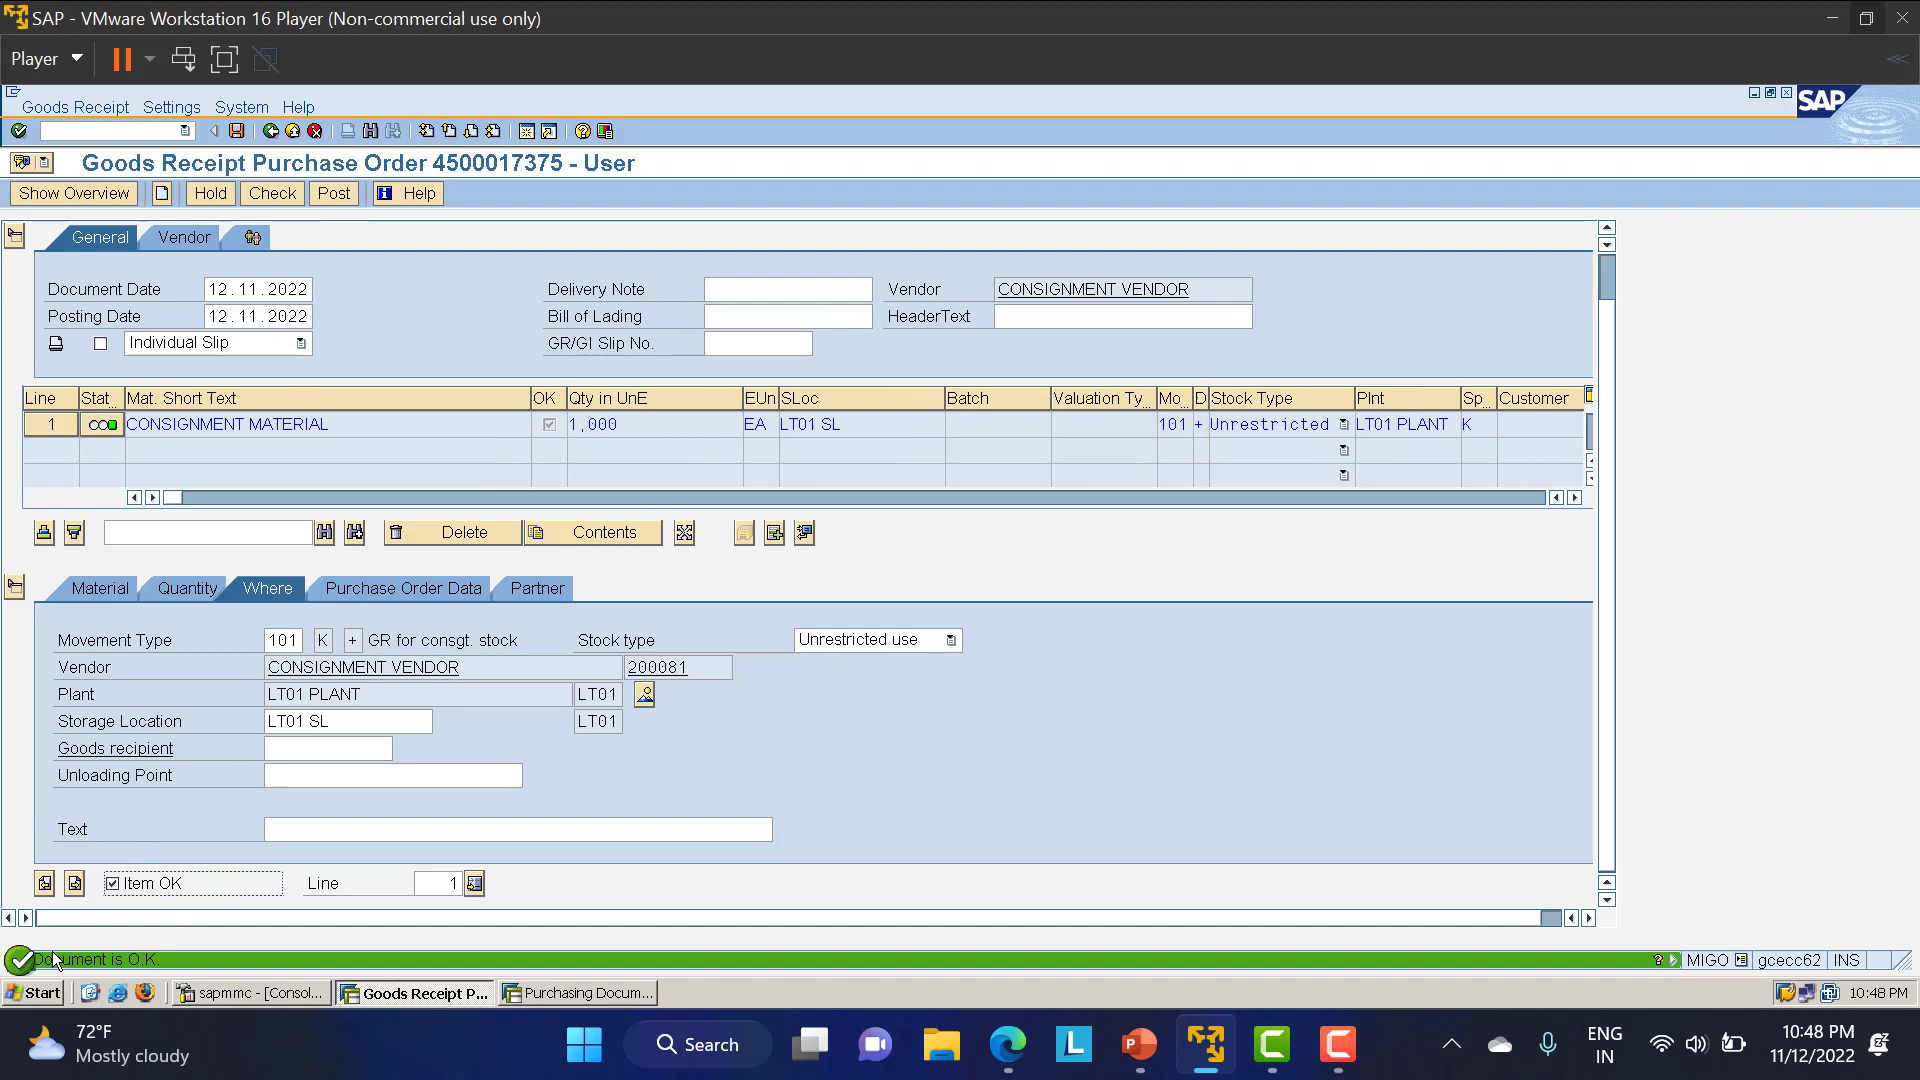 SAP - VMware Workstation 16 Player (Non-commercial use only)
Player
Goods Receipt Settings System Help
SAP
Goods Receipt Purchase Order 4500017375 - User
Show Overview Hold Check Post Help
General Vendor
Document Date 12.11.2022 Delivery Note Vendor CONSIGNMENT VENDOR
Posting Date 12.11.2022 Bill of Lading HeaderText
Individual Slip GR/GI Slip No.
Line Stat... Mat. Short Text OK Qty in UnE EUn SLoc Batch Valuation Ty... Mo... D Stock Type Plnt Sp... Customer
1 CONSIGNMENT MATERIAL 1,000 EA LT01 SL 101 + Unrestricted LT01 PLANT K
Delete Contents
Material Quantity Where Purchase Order Data Partner
Movement Type 101 K + GR for consgt. stock Stock type Unrestricted use
Vendor CONSIGNMENT VENDOR 200081
Plant LT01 PLANT LT01
Storage Location LT01 SL LT01
Goods recipient
Unloading Point
Text
Item OK Line 1
Document is O.K. MIGO gcecc62 INS
Start sapmmc - [Consol... Goods Receipt P... Purchasing Docum... 10:48 PM
72°F
Mostly cloudy
Search
ENG
IN
10:48 PM
11/12/2022